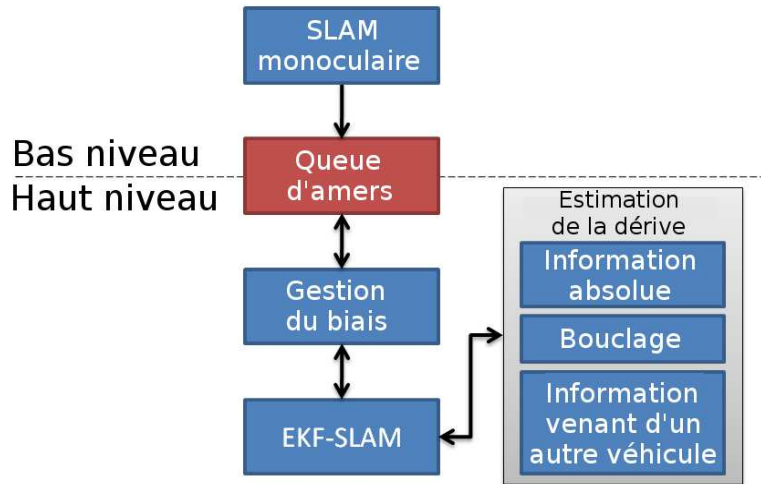 SLAM
monoculaire
Bas niveau
Queue
d'amers
Haut niveau
Gestion
du biais
EKF-SLAM
Estimation
de la dérive
Information
absolue
Bouclage
Information
venant d'un
autre véhicule